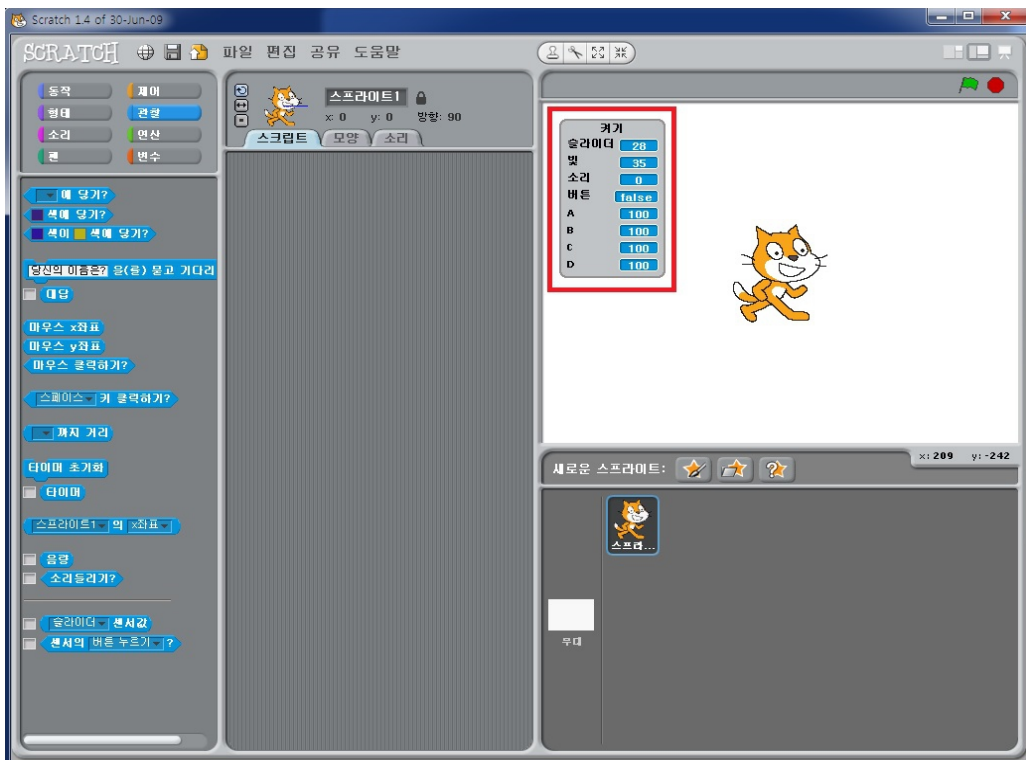 Scratch 1.4 of 30-Jun-09
SCRATCH 파일 편집 공유 도움말
동작 제어
형태 관찰
소리 연산
펜 변수
에 닿기?
색에 닿기?
색이 색에 닿기?
당신의 이름은? 을(를) 묻고 기다리
대답
마우스 x좌표
마우스 y좌표
마우스 클릭하기?
스페이스 키 클릭하기?
까지 거리
타이머 초기화
타이머
스프라이트1 의 x좌표
음량
소리들리기?
슬라이더 센서값
센서의 버튼 누르기 ?
스프라이트1
x: 0 y: 0 방향: 90
스크립트 모양 소리
켜기
슬라이더 28
빛 35
소리 0
버튼 false
A 100
B 100
C 100
D 100
x: 209 y: -242
새로운 스프라이트:
스프라...
무대